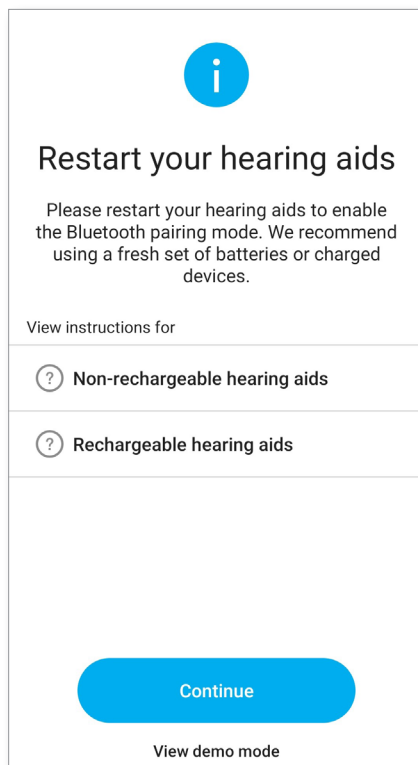 i
Restart your hearing aids
Please restart your hearing aids to enable
the Bluetooth pairing mode. We recommend
using a fresh set of batteries or charged
devices.
View instructions for
? Non-rechargeable hearing aids
? Rechargeable hearing aids
Continue
View demo mode